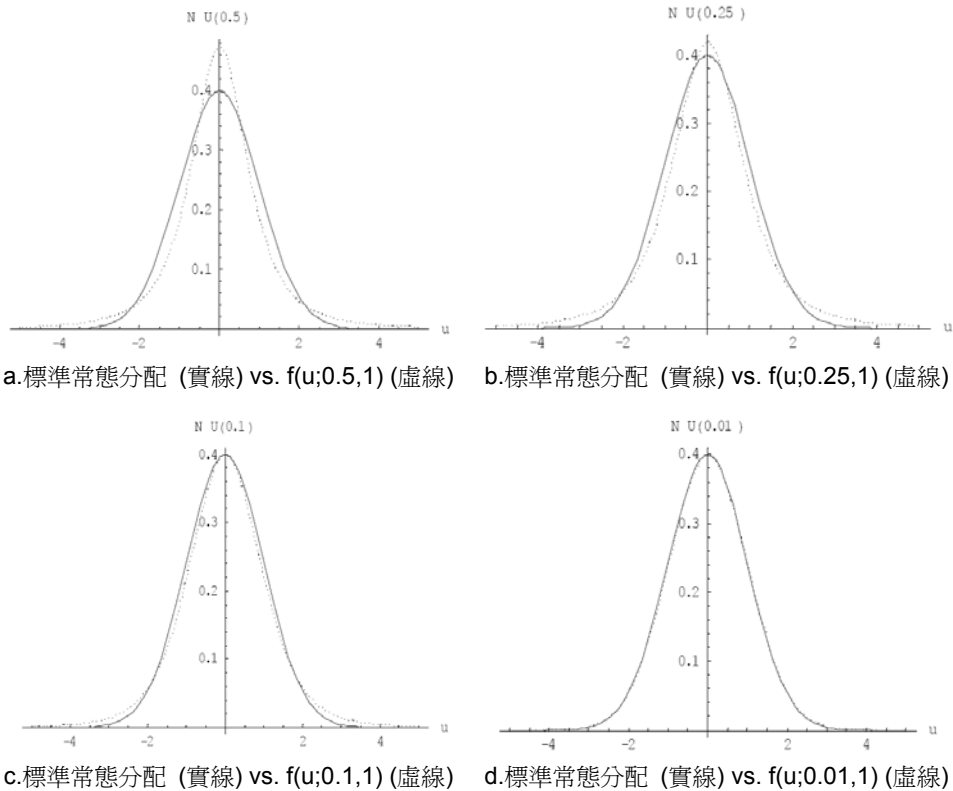 N U(0.5)
0.4
0.3
0.2
0.1
-4 -2 2 4 u
a.標準常態分配 (實線) vs. f(u;0.5,1) (虛線)
N U(0.25 )
0.4
0.3
0.2
0.1
-4 -2 2 4 u
b.標準常態分配 (實線) vs. f(u;0.25,1) (虛線)
N U(0.1)
0.4
0.3
0.2
0.1
-4 -2 2 4 u
c.標準常態分配 (實線) vs. f(u;0.1,1) (虛線)
N U(0.01 )
0.4
0.3
0.2
0.1
-4 -2 2 4 u
d.標準常態分配 (實線) vs. f(u;0.01,1) (虛線)